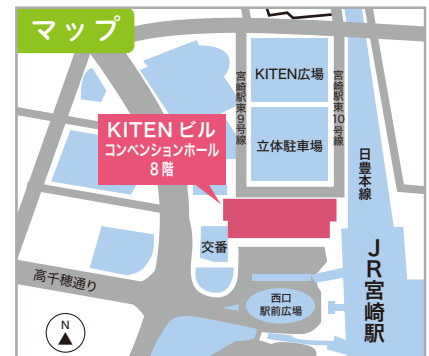 マップ
KITEN広場
宮崎駅東9号線
宮崎駅東10号線
KITEN ビル
コンベンションホール
8階
立体駐車場
日豊本線
交番
JR宮崎駅
高千穂通り
西口
駅前広場
N